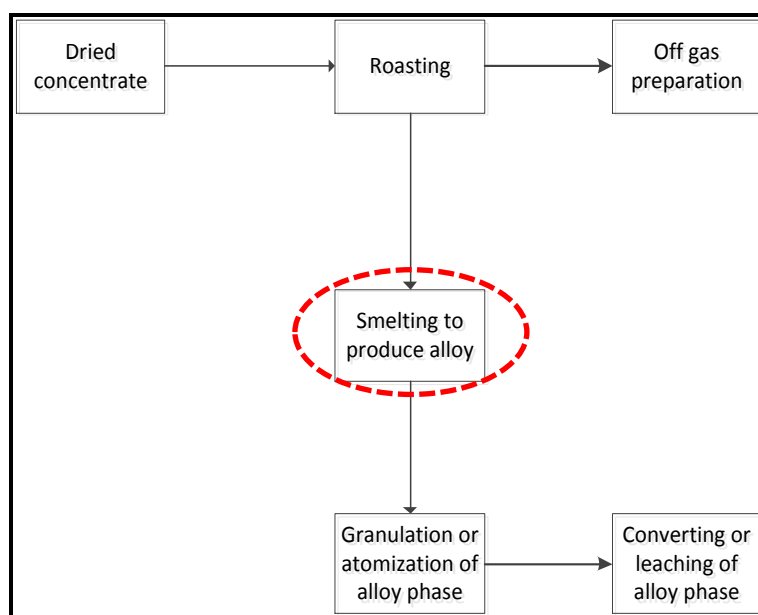 Dried
concentrate
Roasting
Off gas
preparation
Smelting to
produce alloy
Granulation or
atomization of
alloy phase
Converting or
leaching of
alloy phase